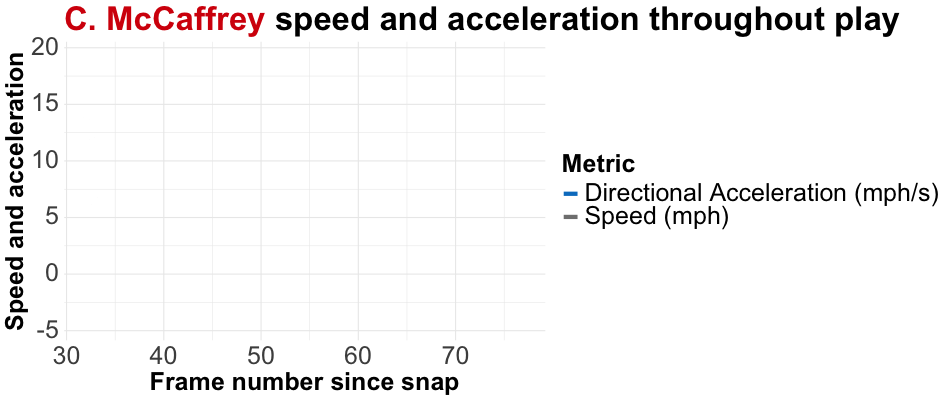 C. McCaffrey speed and acceleration throughout play
Speed and acceleration
20
15
10
5
0
-5
30 40 50 60 70
Frame number since snap
Metric
Directional Acceleration (mph/s)
Speed (mph)